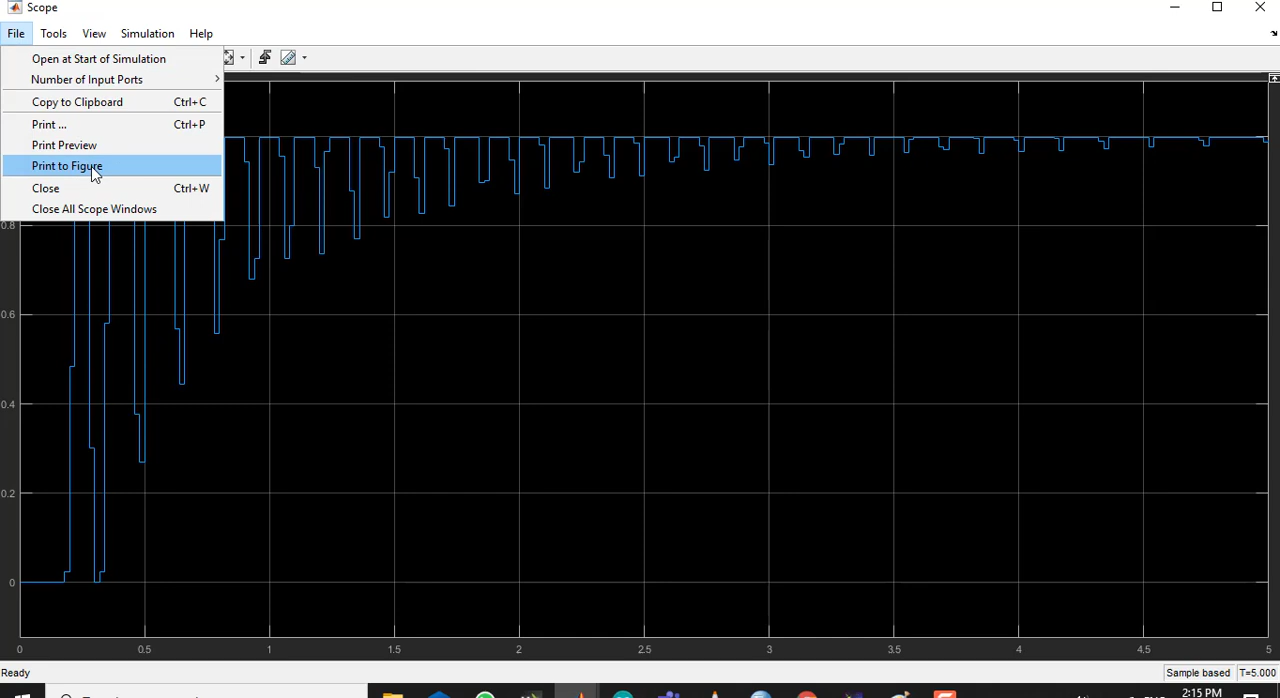 Scope
File Tools View Simulation Help
Open at Start of Simulation
Number of Input Ports
Copy to Clipboard Ctrl+C
Print ... Ctrl+P
Print Preview
Print to Figure
Close Ctrl+W
Close All Scope Windows
0.8
0.6
0.4
0.2
0
0 0.5 1 1.5 2 2.5 3 3.5 4 4.5 5
Ready Sample based T=5.000
2:15 PM